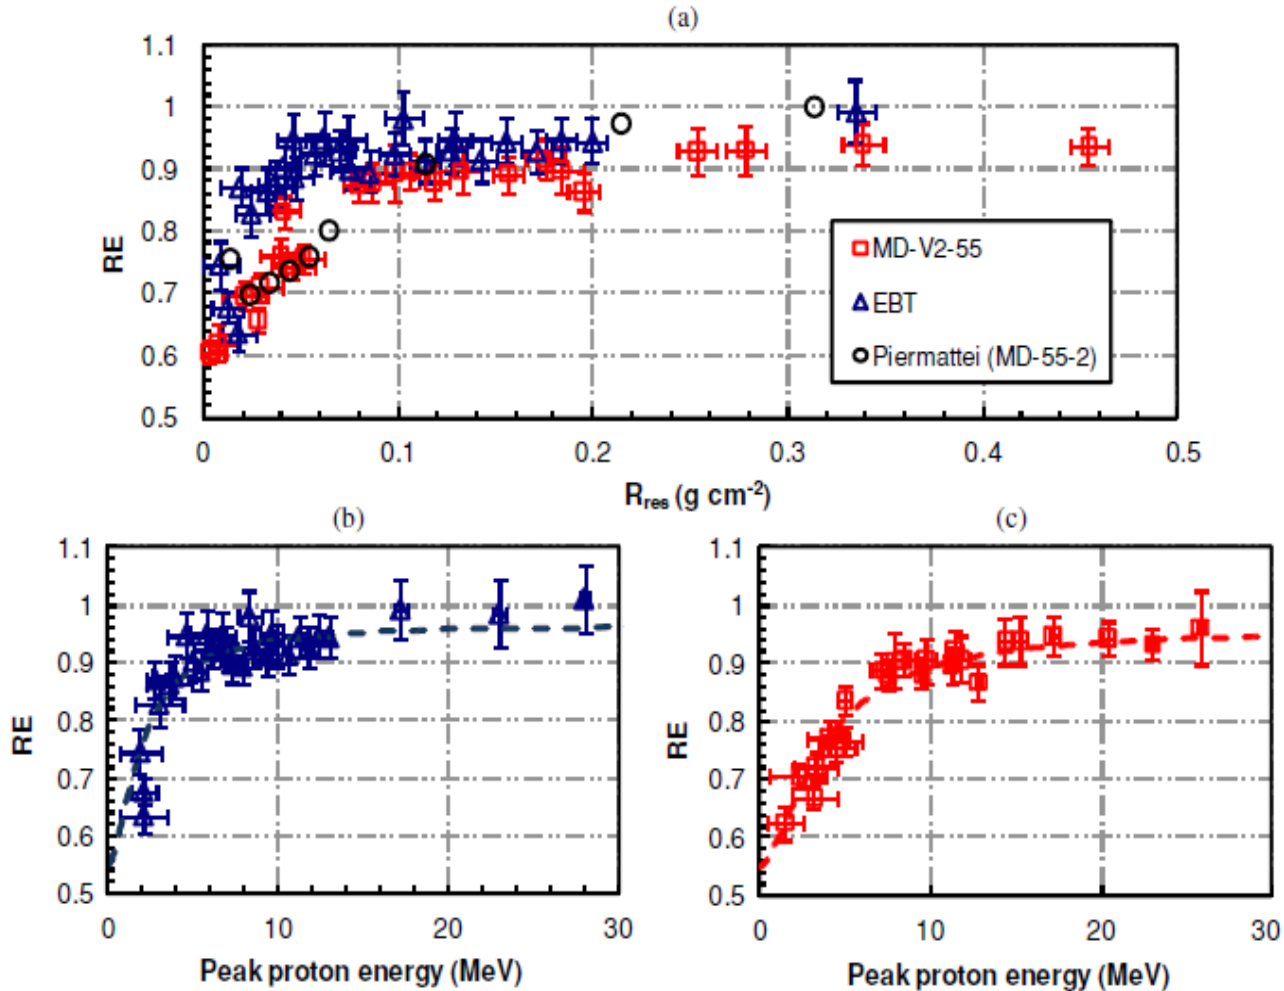 (a)
1.1
1
0.9
0.8
0.7
0.6
0.5
RE
0 0.1 0.2 0.3 0.4 0.5
R_res (g cm⁻²)
MD-V2-55
EBT
Piermattei (MD-55-2)
(b)
1.1
1
0.9
0.8
0.7
0.6
0.5
RE
0 10 20 30
Peak proton energy (MeV)
(c)
1.1
1
0.9
0.8
0.7
0.6
0.5
RE
0 10 20 30
Peak proton energy (MeV)